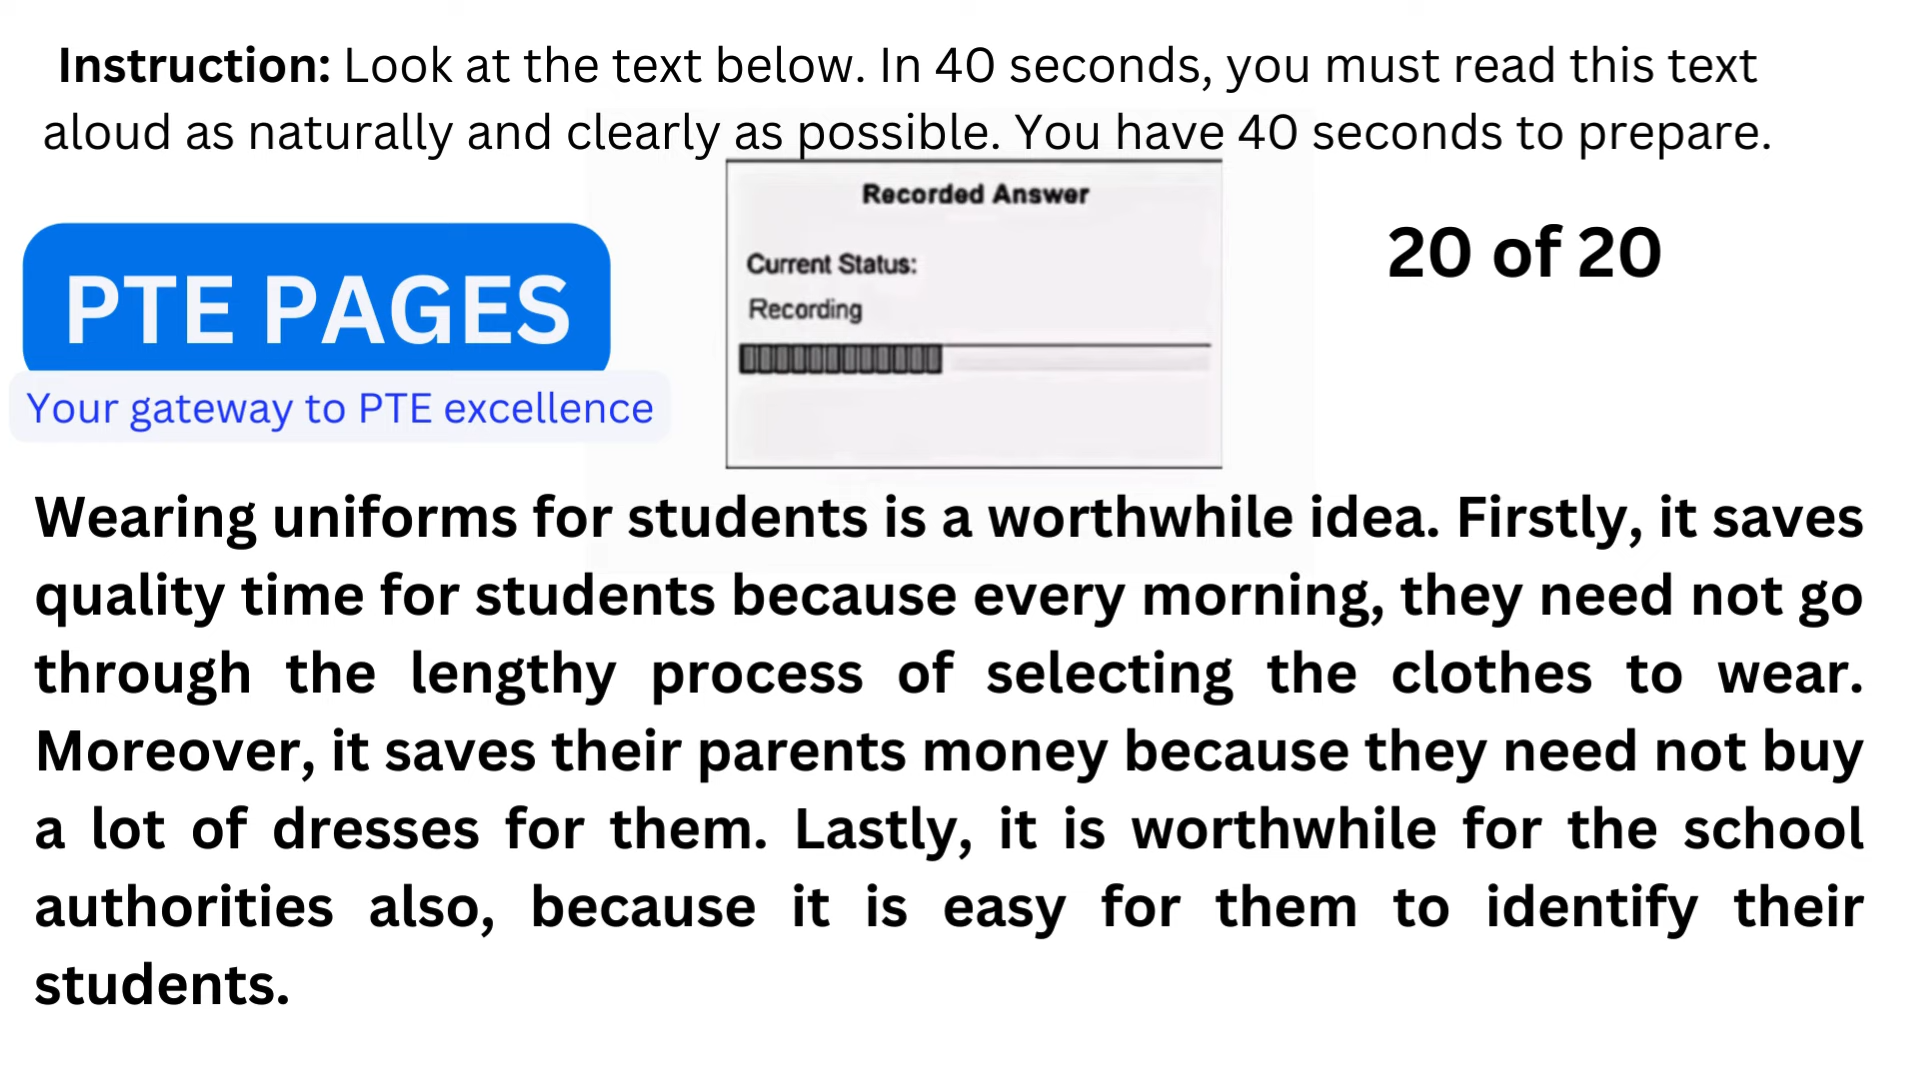 Instruction: Look at the text below. In 40 seconds, you must read this text
aloud as naturally and clearly as possible. You have 40 seconds to prepare.
Recorded Answer
Current Status:
Recording
20 of 20
PTE PAGES
Your gateway to PTE excellence
Wearing uniforms for students is a worthwhile idea. Firstly, it saves
quality time for students because every morning, they need not go
through the lengthy process of selecting the clothes to wear.
Moreover, it saves their parents money because they need not buy
a lot of dresses for them. Lastly, it is worthwhile for the school
authorities also, because it is easy for them to identify their
students.